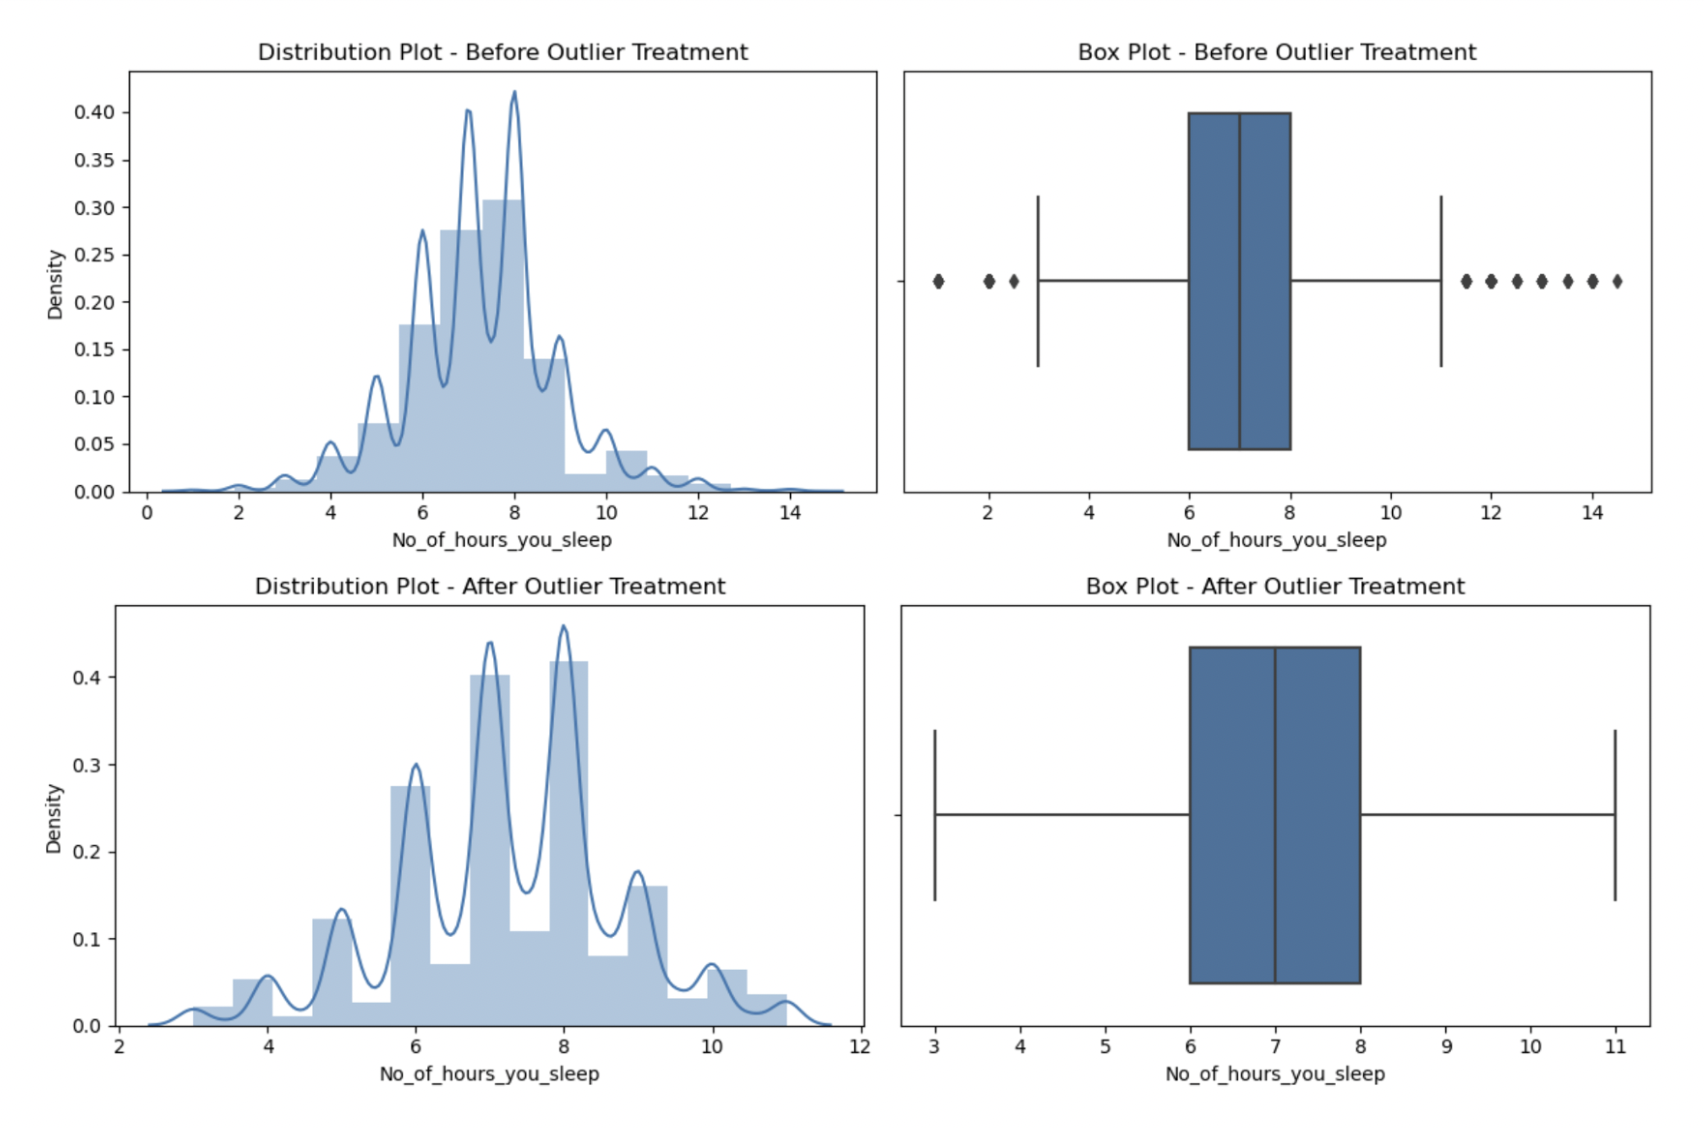 Distribution Plot - Before Outlier Treatment
Density
0.40
0.35
0.30
0.25
0.20
0.15
0.10
0.05
0.00
0 2 4 6 8 10 12 14
No_of_hours_you_sleep
Box Plot - Before Outlier Treatment
2 4 6 8 10 12 14
No_of_hours_you_sleep
Distribution Plot - After Outlier Treatment
Density
0.4
0.3
0.2
0.1
0.0
2 4 6 8 10 12
No_of_hours_you_sleep
Box Plot - After Outlier Treatment
3 4 5 6 7 8 9 10 11
No_of_hours_you_sleep